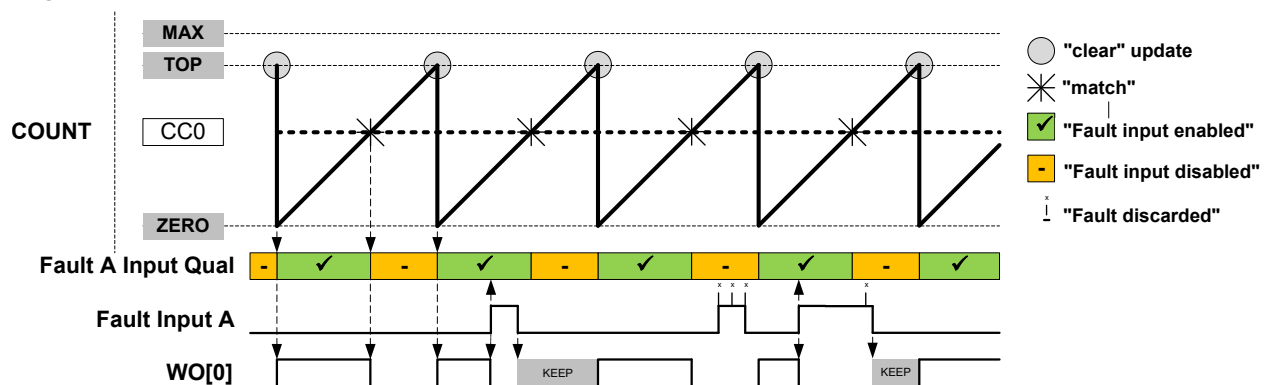 MAX
TOP
"clear" update
"match"
COUNT
CC0
"Fault input enabled"
"Fault input disabled"
ZERO
x
"Fault discarded"
Fault A Input Qual
- ✓ - ✓ - ✓ - ✓ - ✓
x x x x
Fault Input A
WO[0]
KEEP
KEEP